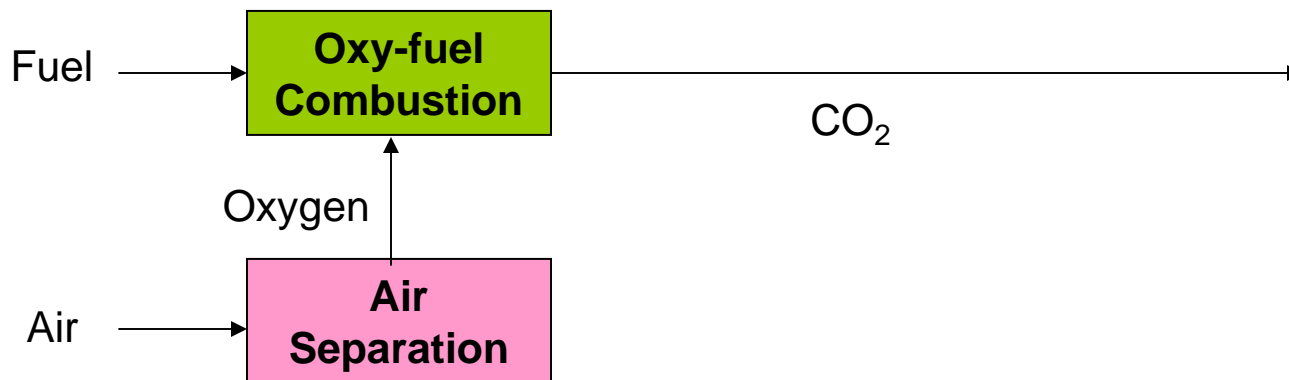 Fuel
Oxy-fuel
Combustion
CO₂
Oxygen
Air
Air
Separation